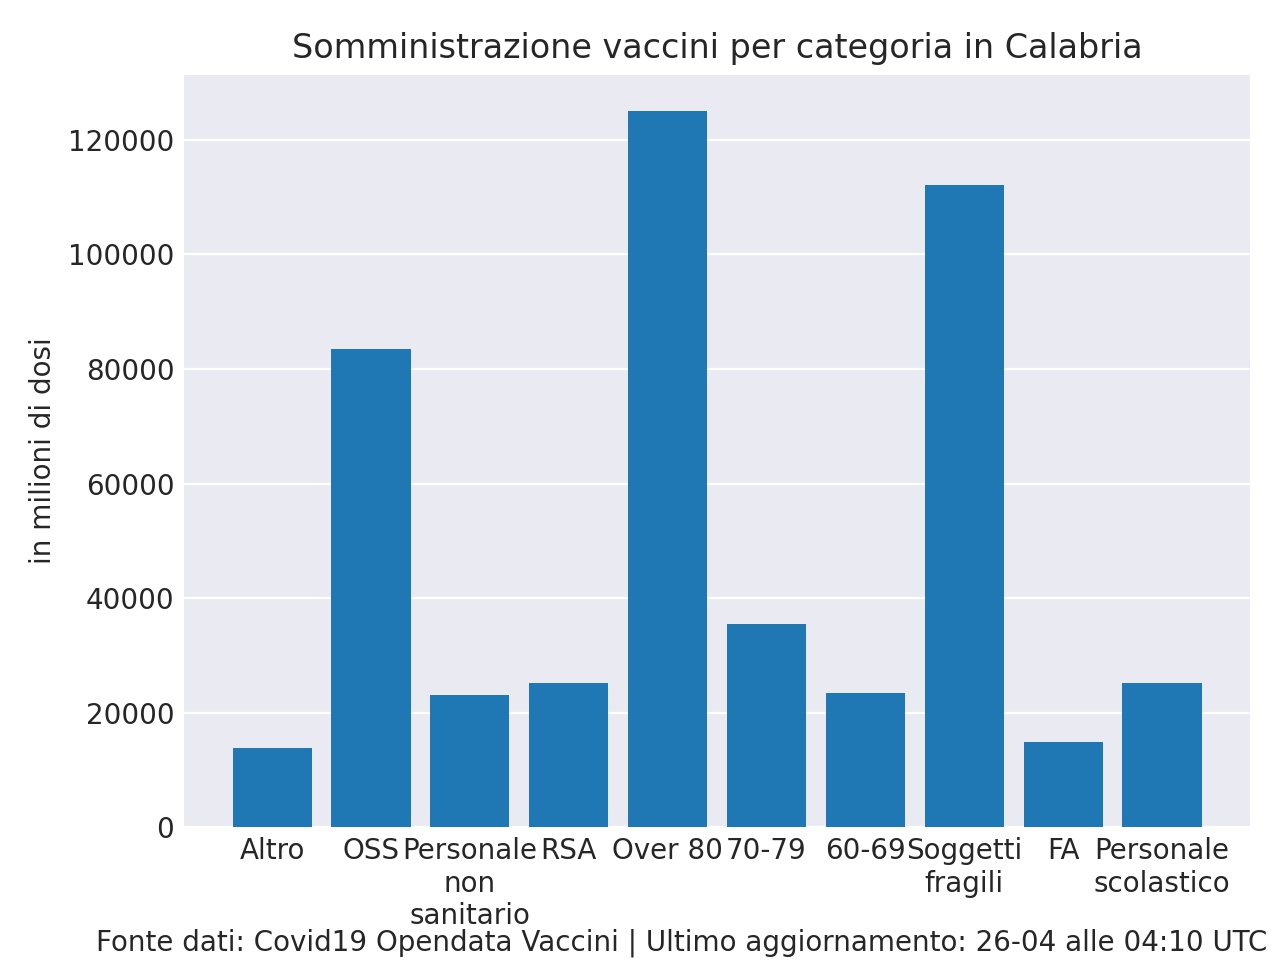 Somministrazione vaccini per categoria in Calabria
in milioni di dosi
120000
100000
80000
60000
40000
20000
0
Altro
OSS
Personale
non
sanitario
RSA
Over 80
70-79
60-69
Soggetti
fragili
FA
Personale
scolastico
Fonte dati: Covid19 Opendata Vaccini | Ultimo aggiornamento: 26-04 alle 04:10 UTC